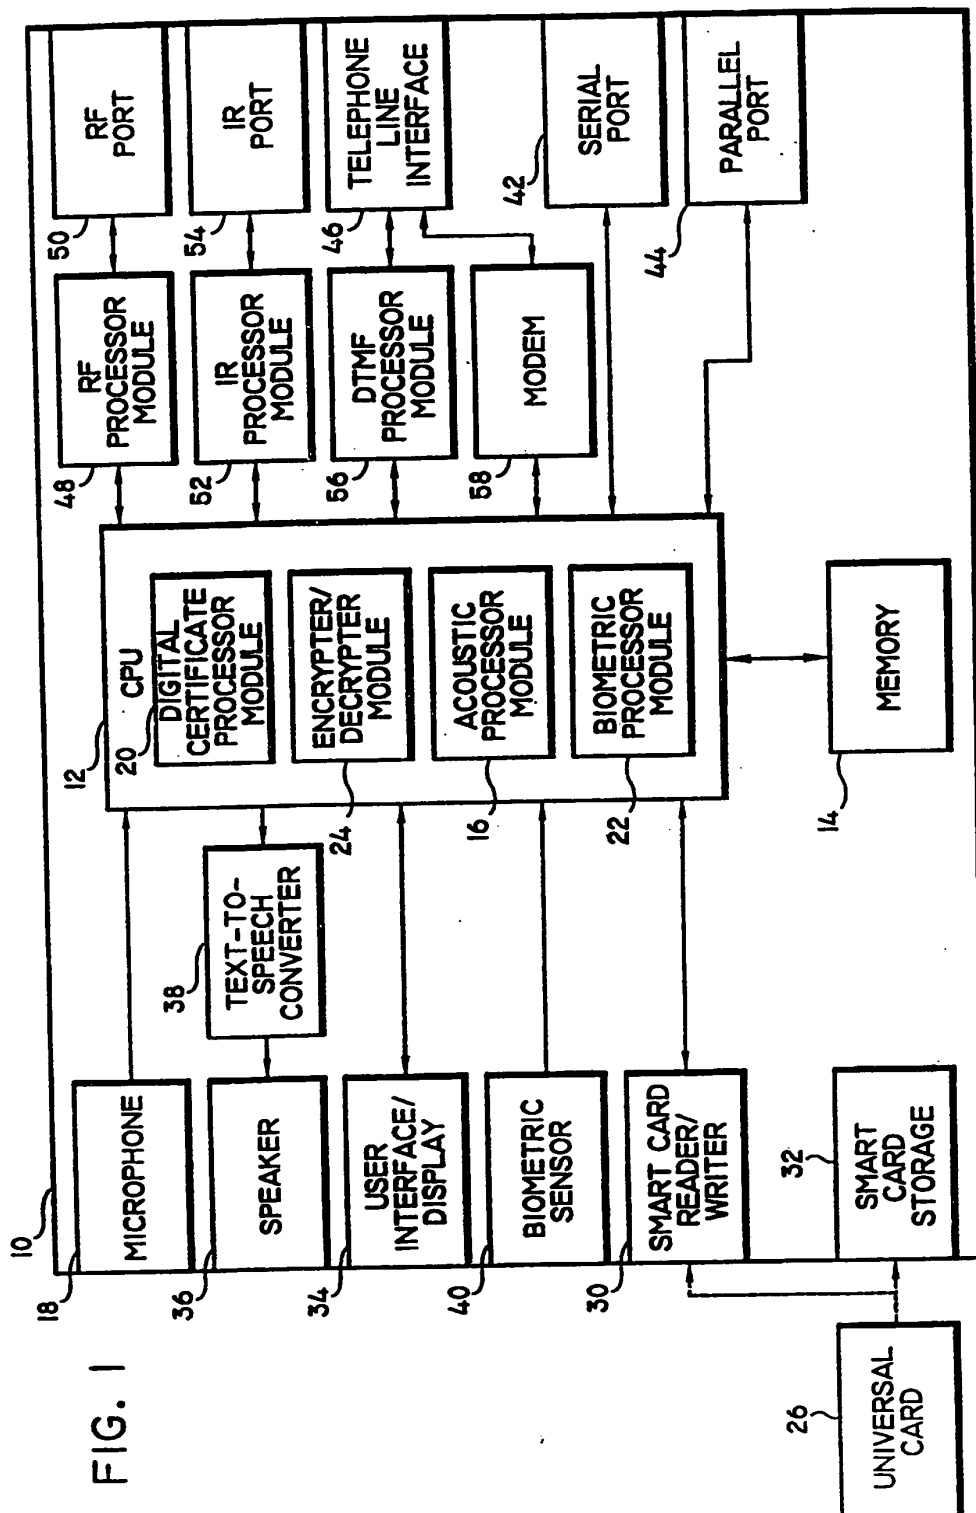 FIG. 1
10
18
MICROPHONE
36
SPEAKER
34
USER
INTERFACE/
DISPLAY
40
BIOMETRIC
SENSOR
30
SMART CARD
READER/
WRITER
32
SMART
CARD
STORAGE
26
UNIVERSAL
CARD
38
TEXT-TO-
SPEECH
CONVERTER
12
CPU
20
DIGITAL
CERTIFICATE
PROCESSOR
MODULE
24
ENCRYPTER/
DECRYPTER
MODULE
16
ACOUSTIC
PROCESSOR
MODULE
22
BIOMETRIC
PROCESSOR
MODULE
14
MEMORY
48
RF
PROCESSOR
MODULE
52
IR
PROCESSOR
MODULE
56
DTMF
PROCESSOR
MODULE
58
MODEM
50
RF
PORT
54
IR
PORT
46
TELEPHONE
LINE
INTERFACE
42
SERIAL
PORT
44
PARALLEL
PORT